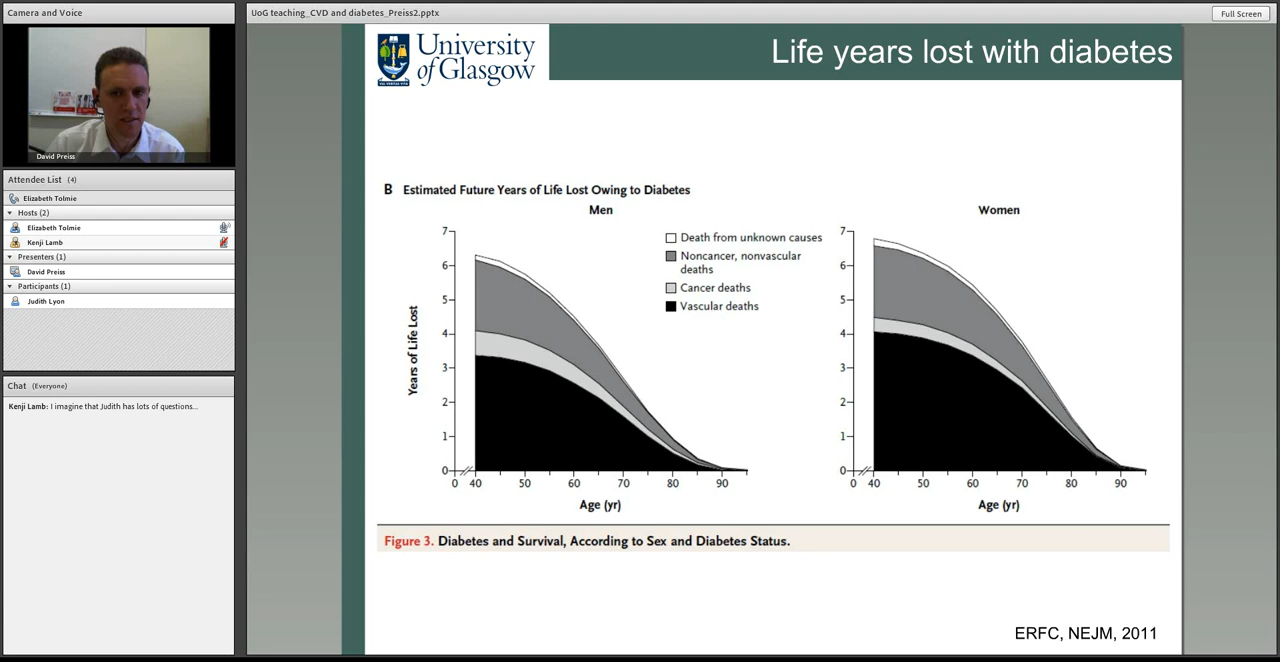 Camera and Voice
David Preiss
Attendee List (4)
Elizabeth Tolmie
Hosts (2)
Elizabeth Tolmie
Kenji Lamb
Presenters (1)
David Preiss
Participants (1)
Judith Lyon
Chat (Everyone)
Kenji Lamb: I imagine that Judith has lots of questions...
UoG teaching_CVD and diabetes_Preiss2.pptx
Full Screen
University
of Glasgow
Life years lost with diabetes
B Estimated Future Years of Life Lost Owing to Diabetes
Men
Years of Life Lost
7
6
5
4
3
2
1
0
0 40 50 60 70 80 90
Age (yr)
Death from unknown causes
Noncancer, nonvascular
deaths
Cancer deaths
Vascular deaths
Women
7
6
5
4
3
2
1
0
0 40 50 60 70 80 90
Age (yr)
Figure 3. Diabetes and Survival, According to Sex and Diabetes Status.
ERFC, NEJM, 2011